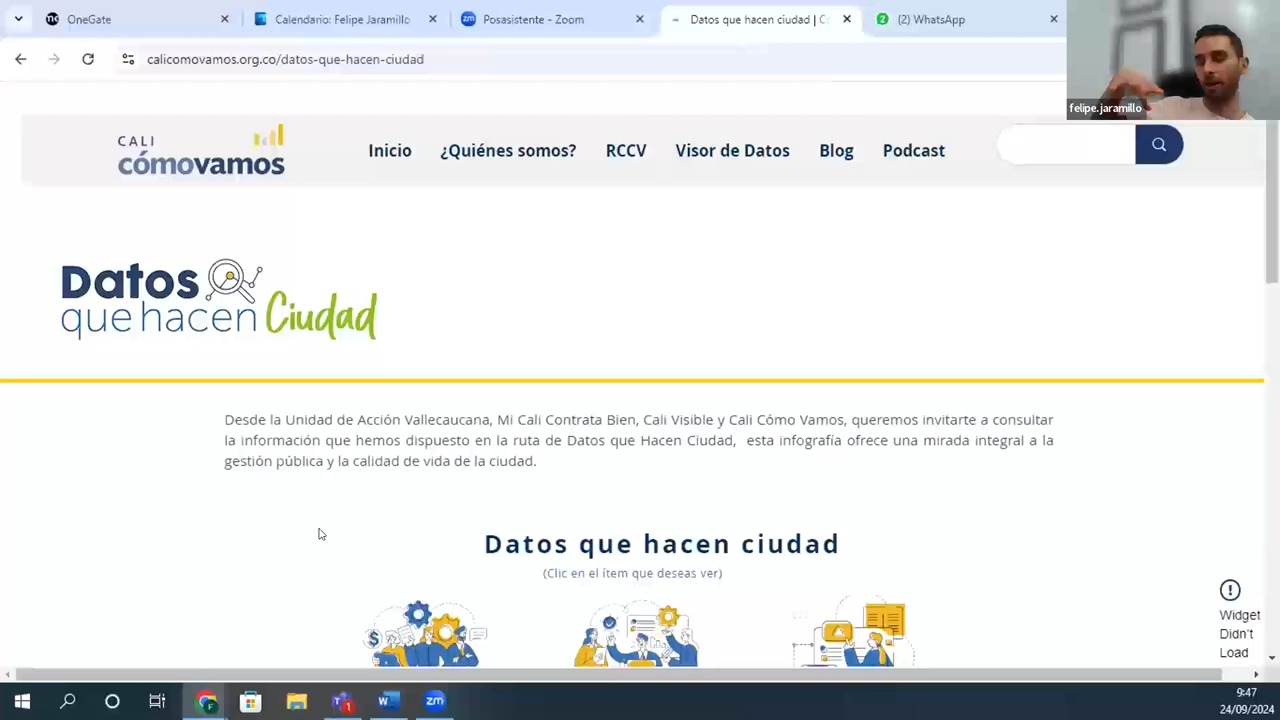 OneGate
Calendario: Felipe Jaramillo
Posasistente - Zoom
Datos que hacen ciudad | C
(2) WhatsApp
calicomovamos.org.co/datos-que-hacen-ciudad
felipe.jaramillo
CALI
cómovamos
Inicio
¿Quiénes somos?
RCCV
Visor de Datos
Blog
Podcast
Datos
que hacen Ciudad
Desde la Unidad de Acción Vallecaucana, Mi Cali Contrata Bien, Cali Visible y Cali Cómo Vamos, queremos invitarte a consultar
la información que hemos dispuesto en la ruta de Datos que Hacen Ciudad, esta infografía ofrece una mirada integral a la
gestión pública y la calidad de vida de la ciudad.
Datos que hacen ciudad
(Clic en el ítem que deseas ver)
Widget
Didn't
Load
9:47
24/09/2024